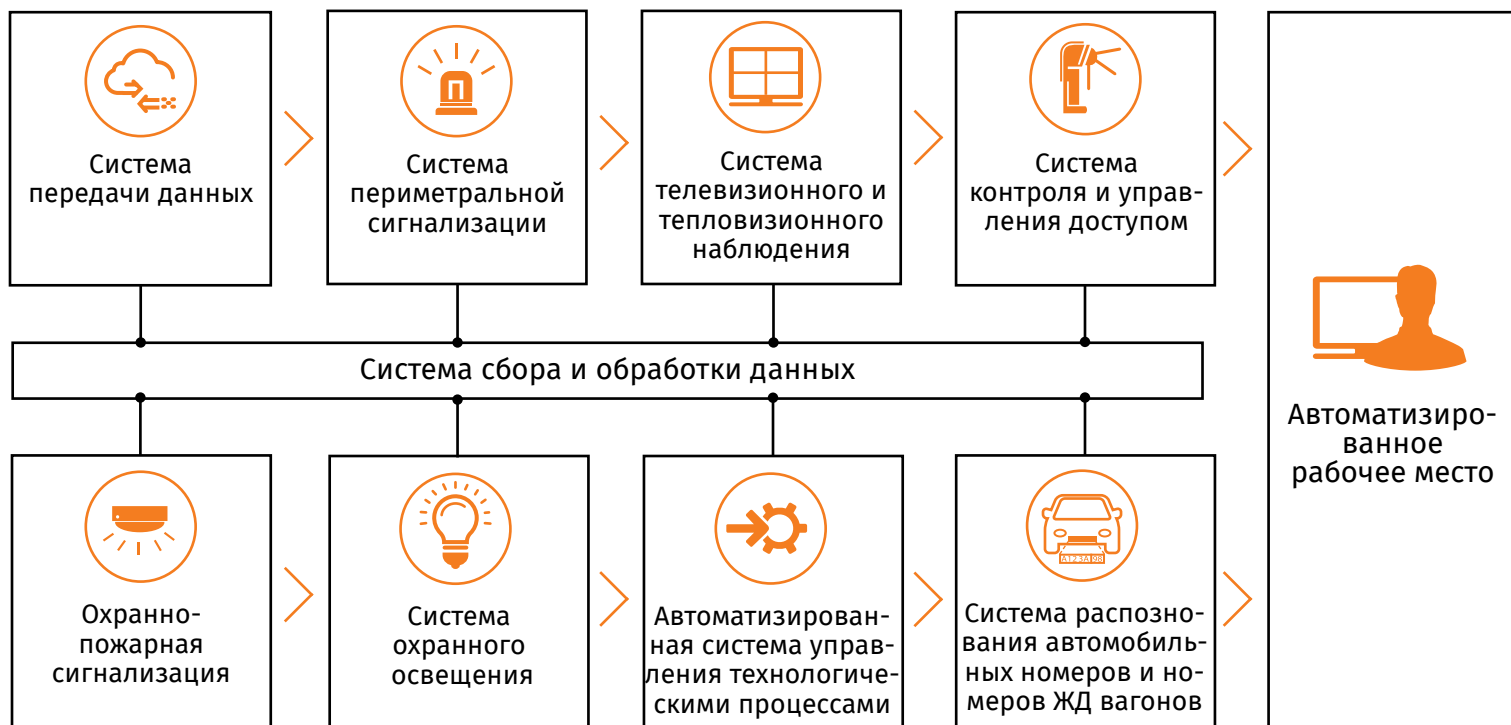 Система
передачи данных
Система
периметральной
сигнализации
Система
телевизионного и
тепловизионного
наблюдения
Система
контроля и управ-
ления доступом
Система сбора и обработки данных
Автоматизиро-
ванное
рабочее место
Охранно-
пожарная
сигнализация
Система
охранного
освещения
Автоматизирован-
ная система управ-
ления технологиче-
скими процессами
А123А 98
Система распозно-
вания автомобиль-
ных номеров и но-
меров ЖД вагонов